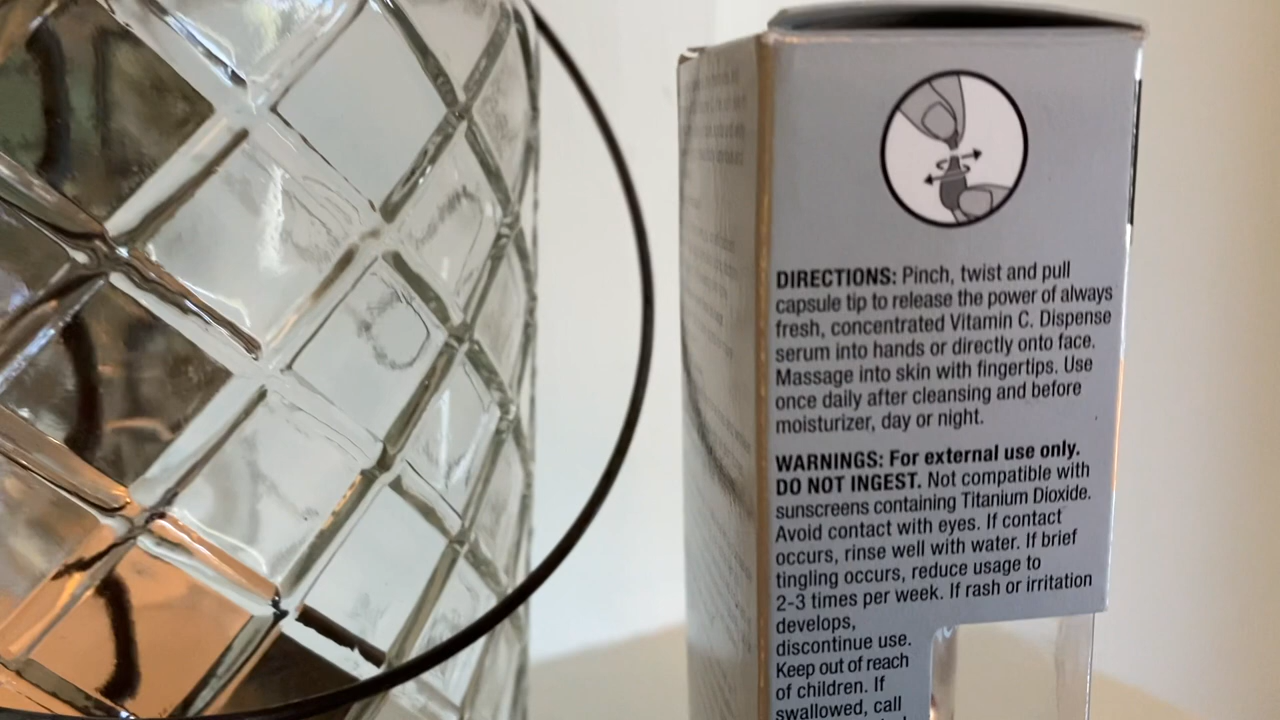 DIRECTIONS: Pinch, twist and pull
capsule tip to release the power of always
fresh, concentrated Vitamin C. Dispense
serum into hands or directly onto face.
Massage into skin with fingertips. Use
once daily after cleansing and before
moisturizer, day or night.
WARNINGS: For external use only.
DO NOT INGEST. Not compatible with
sunscreens containing Titanium Dioxide.
Avoid contact with eyes. If contact
occurs, rinse well with water. If brief
tingling occurs, reduce usage to
2-3 times per week. If rash or irritation
develops,
discontinue use.
Keep out of reach
of children. If
swallowed, call